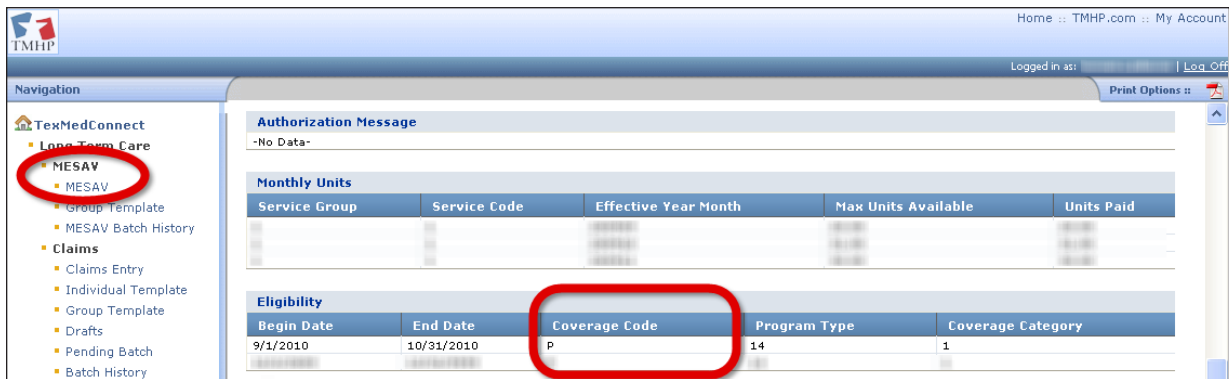 Home :: TMHP.com :: My Account
TMHP
Logged in as: | Log Off
Navigation
Print Options ::
TexMedConnect
Long Term Care
MESAV
MESAV
Group Template
MESAV Batch History
Claims
Claims Entry
Individual Template
Group Template
Drafts
Pending Batch
Batch History
Authorization Message
-No Data-
Monthly Units
Service Group Service Code Effective Year Month Max Units Available Units Paid
Eligibility
Begin Date End Date Coverage Code Program Type Coverage Category
9/1/2010 10/31/2010 P 14 1